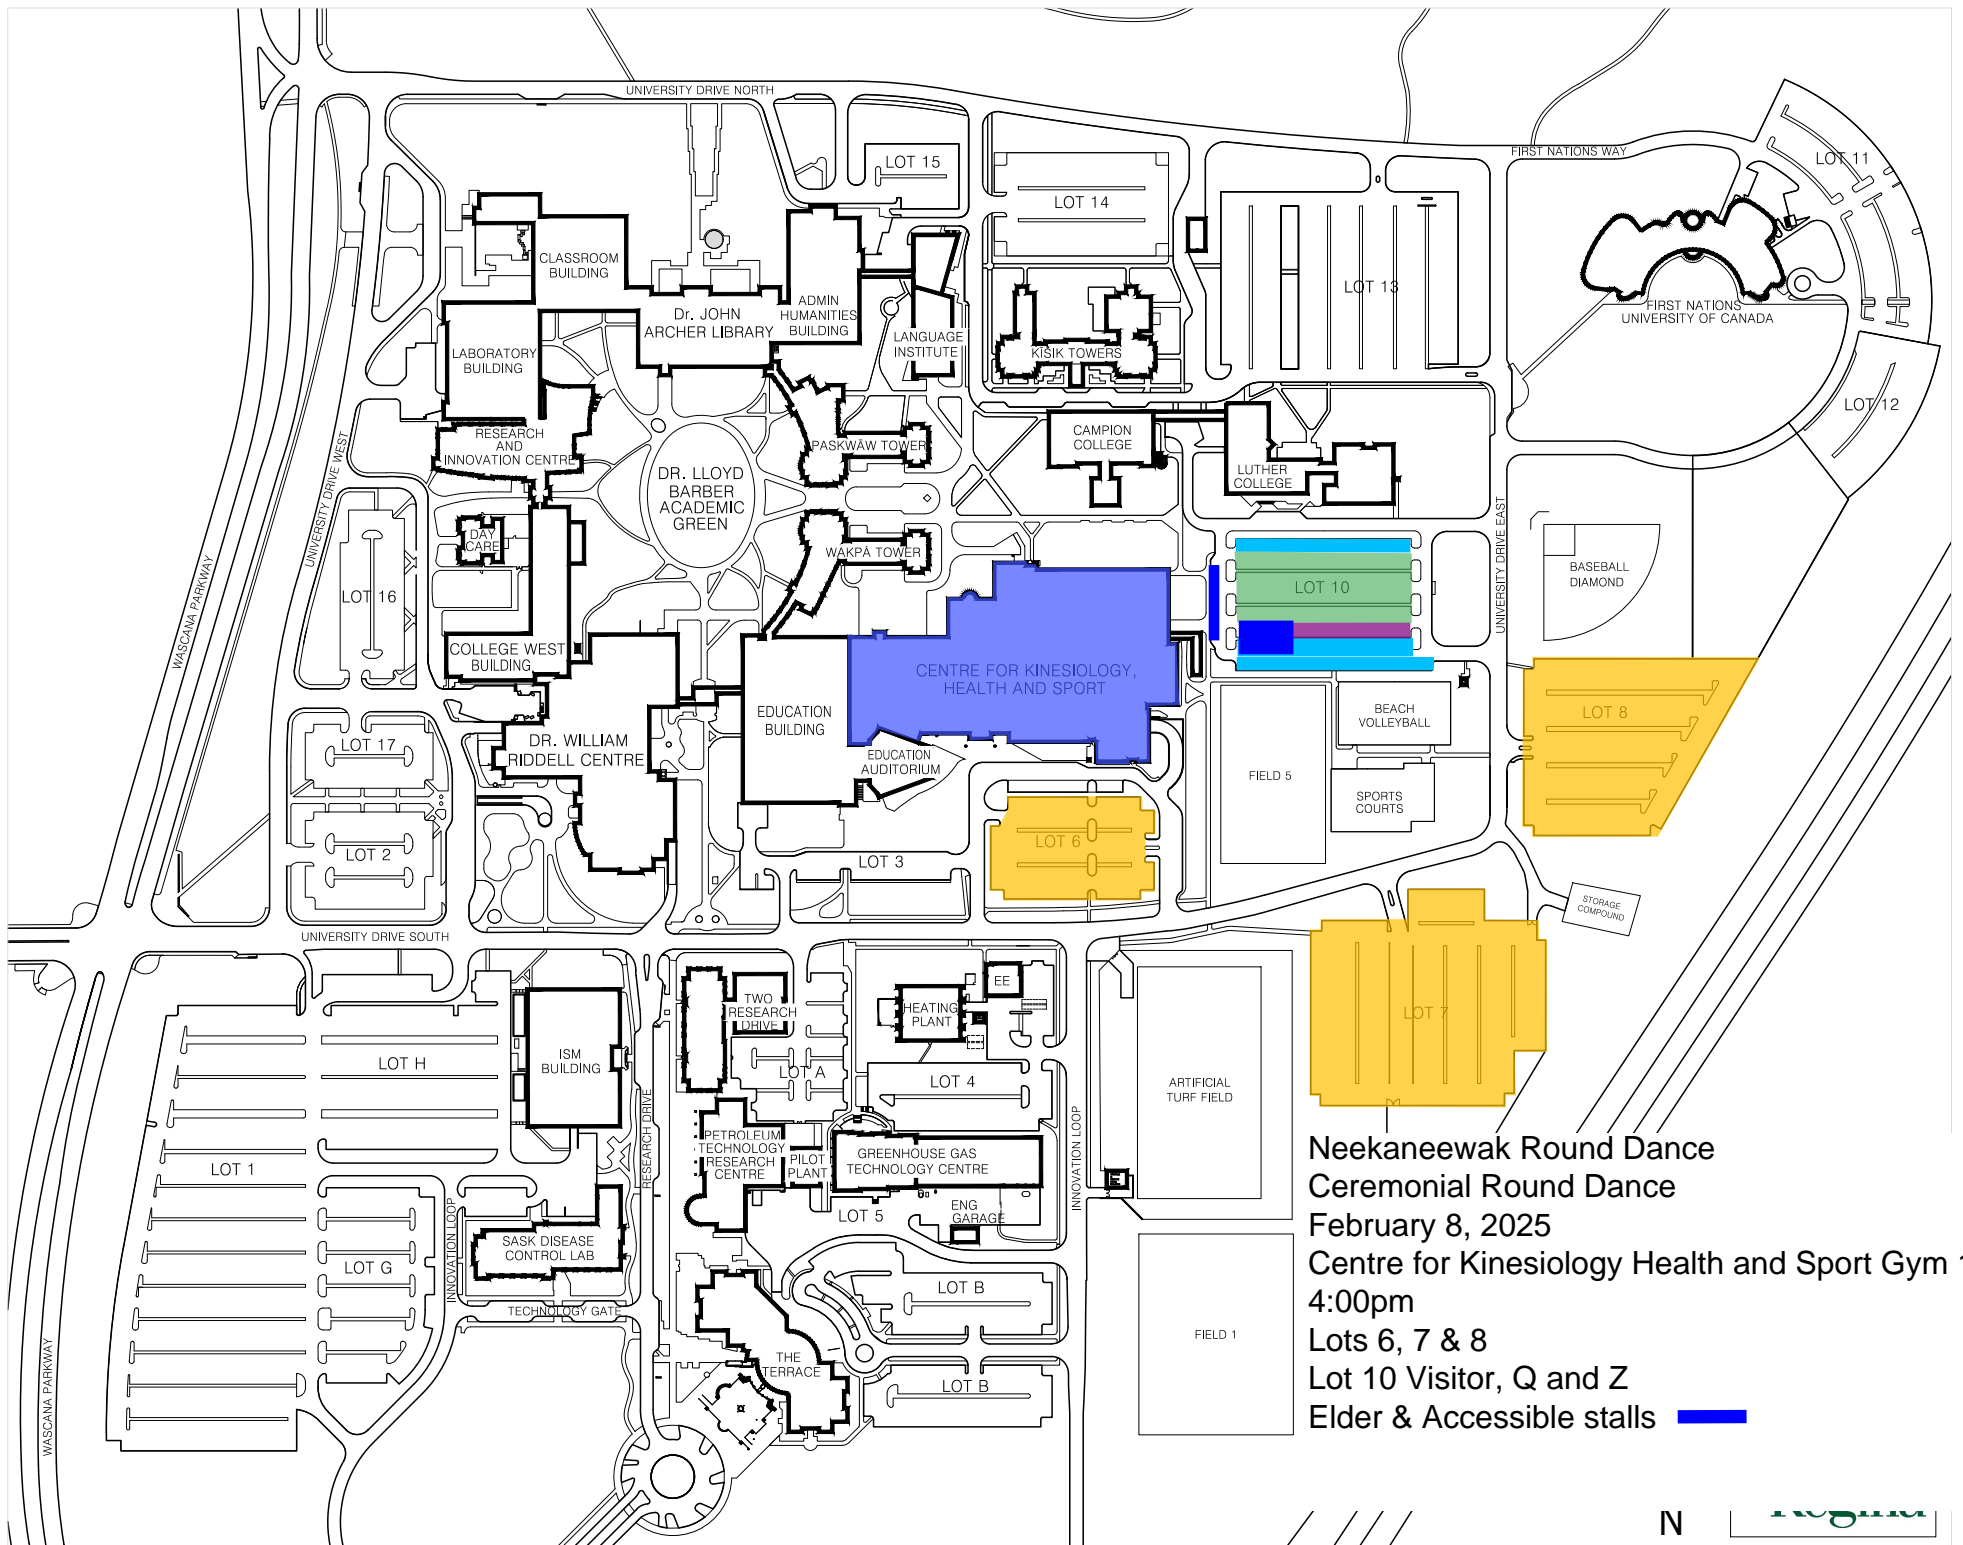 UNIVERSITY DRIVE NORTH
FIRST NATIONS WAY
LOT 11
LOT 15
LOT 14
CLASSROOM
BUILDING
LOT 13
ADMIN
HUMANITIES
BUILDING
Dr. JOHN
ARCHER LIBRARY
FIRST NATIONS
UNIVERSITY OF CANADA
LANGUAGE
INSTITUTE
KĪSIK TOWERS
LABORATORY
BUILDING
LOT 12
CAMPION
COLLEGE
RESEARCH
AND
INNOVATION CENTRE
PASKWĀW TOWER
LUTHER
COLLEGE
DR. LLOYD
BARBER
ACADEMIC
GREEN
UNIVERSITY DRIVE WEST
UNIVERSITY DRIVE EAST
DAY
CARE
WAKPĀ TOWER
BASEBALL
DIAMOND
LOT 10
LOT 16
WASCANA PARKWAY
COLLEGE WEST
BUILDING
CENTRE FOR KINESIOLOGY,
HEALTH AND SPORT
EDUCATION
BUILDING
BEACH
VOLLEYBALL
LOT 8
LOT 17
DR. WILLIAM
RIDDELL CENTRE
EDUCATION
AUDITORIUM
FIELD 5
SPORTS
COURTS
LOT 2
LOT 3
LOT 6
STORAGE
COMPOUND
UNIVERSITY DRIVE SOUTH
TWO
RESEARCH
DRIVE
EE
HEATING
PLANT
LOT 7
LOT H
ISM
BUILDING
LOT A
LOT 4
ARTIFICIAL
TURF FIELD
RESEARCH DRIVE
INNOVATION LOOP
PETROLEUM
TECHNOLOGY
RESEARCH
CENTRE
PILOT
PLANT
GREENHOUSE GAS
TECHNOLOGY CENTRE
LOT 1
LOT 5
ENG
GARAGE
INNOVATION LOOP
SASK DISEASE
CONTROL LAB
LOT G
TECHNOLOGY GATE
LOT B
FIELD 1
THE
TERRACE
LOT B
WASCANA PARKWAY
Neekaneewak Round Dance
Ceremonial Round Dance
February 8, 2025
Centre for Kinesiology Health and Sport Gym
4:00pm
Lots 6, 7 & 8
Lot 10 Visitor, Q and Z
Elder & Accessible stalls
N
Regina